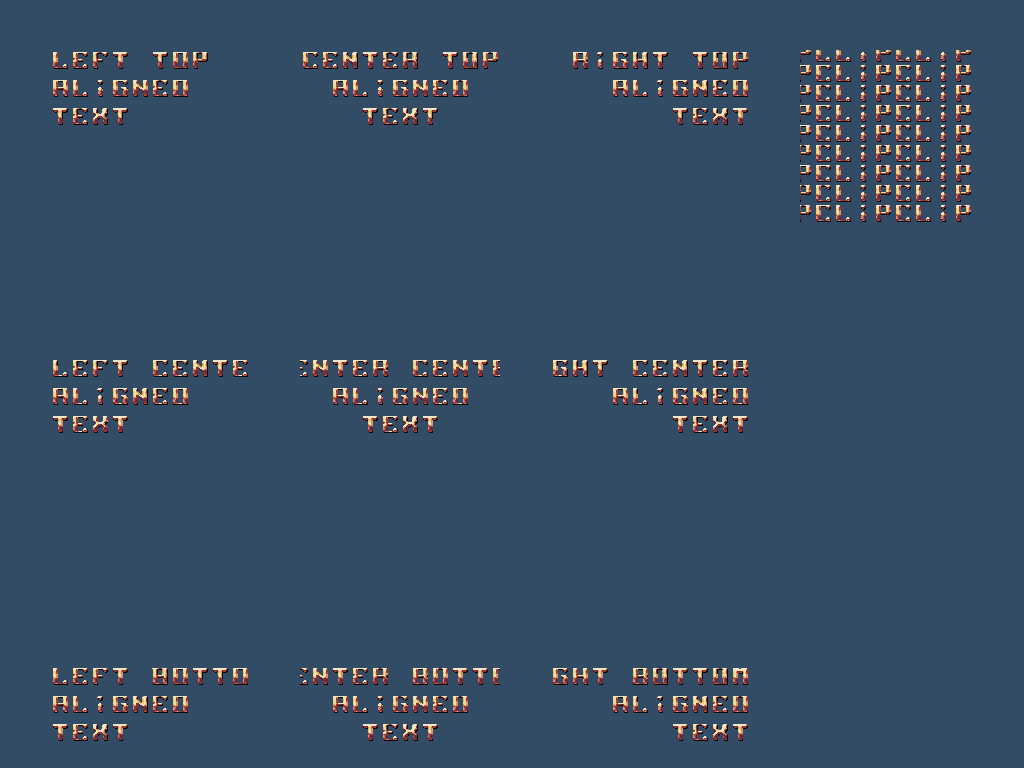 LEFT TOP
ALiGNED
TEXT
CENTER TOP
ALiGNED
TEXT
RiGHT TOP
ALiGNED
TEXT
PCLiPCLiP
PCLiPCLiP
PCLiPCLiP
PCLiPCLiP
PCLiPCLiP
PCLiPCLiP
PCLiPCLiP
PCLiPCLiP
PCLiPCLiP
LEFT CENTE
ALiGNED
TEXT
ENTER CENTE
ALiGNED
TEXT
GHT CENTER
ALiGNED
TEXT
LEFT BOTTO
ALiGNED
TEXT
ENTER BOTTO
ALiGNED
TEXT
GHT BOTTOM
ALiGNED
TEXT